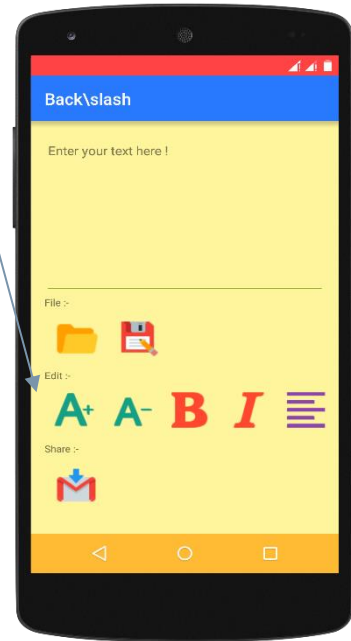 Back\slash
Enter your text here !
File :-
Edit :-
A+ A- B I
Share :-